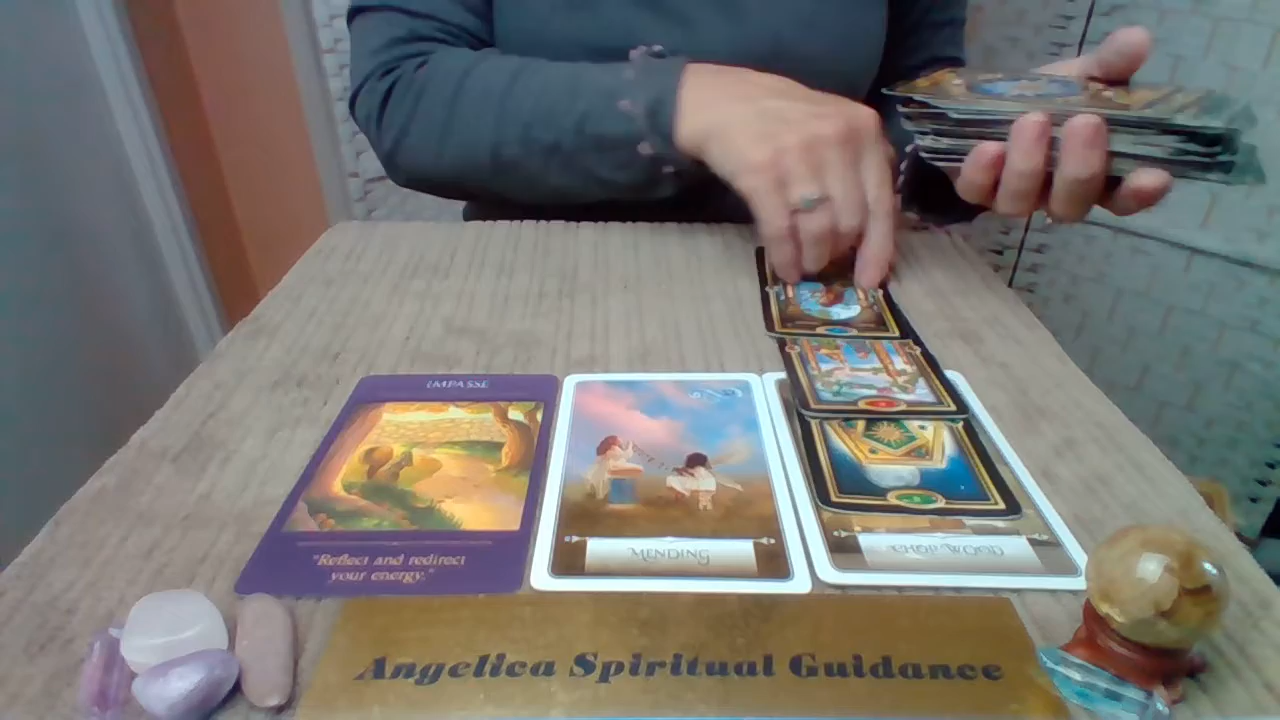 IMPASSE
"Reflect and redirect
your energy."
MENDING
CHOP WOOD
Angelica Spiritual Guidance